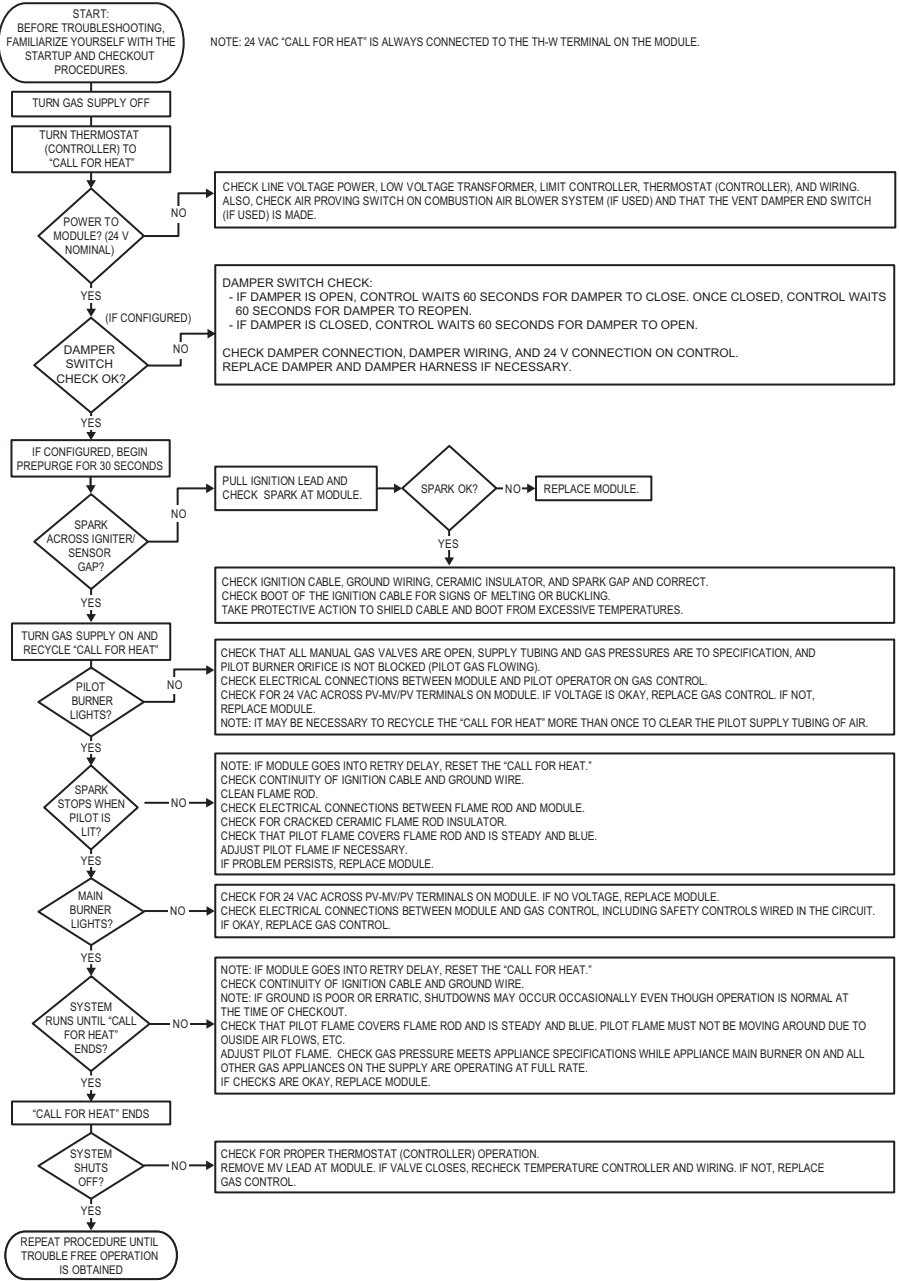 START:
BEFORE TROUBLESHOOTING,
FAMILIARIZE YOURSELF WITH THE
STARTUP AND CHECKOUT
PROCEDURES.
NOTE: 24 VAC “CALL FOR HEAT” IS ALWAYS CONNECTED TO THE TH-W TERMINAL ON THE MODULE.
TURN GAS SUPPLY OFF
TURN THERMOSTAT
(CONTROLLER) TO
“CALL FOR HEAT”
POWER TO
MODULE? (24 V
NOMINAL)
NO
CHECK LINE VOLTAGE POWER, LOW VOLTAGE TRANSFORMER, LIMIT CONTROLLER, THERMOSTAT (CONTROLLER), AND WIRING.
ALSO, CHECK AIR PROVING SWITCH ON COMBUSTION AIR BLOWER SYSTEM (IF USED) AND THAT THE VENT DAMPER END SWITCH
(IF USED) IS MADE.
YES
(IF CONFIGURED)
DAMPER
SWITCH
CHECK OK?
NO
DAMPER SWITCH CHECK:
- IF DAMPER IS OPEN, CONTROL WAITS 60 SECONDS FOR DAMPER TO CLOSE. ONCE CLOSED, CONTROL WAITS
60 SECONDS FOR DAMPER TO REOPEN.
- IF DAMPER IS CLOSED, CONTROL WAITS 60 SECONDS FOR DAMPER TO OPEN.
CHECK DAMPER CONNECTION, DAMPER WIRING, AND 24 V CONNECTION ON CONTROL.
REPLACE DAMPER AND DAMPER HARNESS IF NECESSARY.
YES
IF CONFIGURED, BEGIN
PREPURGE FOR 30 SECONDS
SPARK
ACROSS IGNITER/
SENSOR
GAP?
NO
PULL IGNITION LEAD AND
CHECK SPARK AT MODULE.
SPARK OK?
NO
REPLACE MODULE.
YES
CHECK IGNITION CABLE, GROUND WIRING, CERAMIC INSULATOR, AND SPARK GAP AND CORRECT.
CHECK BOOT OF THE IGNITION CABLE FOR SIGNS OF MELTING OR BUCKLING.
TAKE PROTECTIVE ACTION TO SHIELD CABLE AND BOOT FROM EXCESSIVE TEMPERATURES.
YES
TURN GAS SUPPLY ON AND
RECYCLE “CALL FOR HEAT”
PILOT
BURNER
LIGHTS?
NO
CHECK THAT ALL MANUAL GAS VALVES ARE OPEN, SUPPLY TUBING AND GAS PRESSURES ARE TO SPECIFICATION, AND
PILOT BURNER ORIFICE IS NOT BLOCKED (PILOT GAS FLOWING).
CHECK ELECTRICAL CONNECTIONS BETWEEN MODULE AND PILOT OPERATOR ON GAS CONTROL.
CHECK FOR 24 VAC ACROSS PV-MV/PV TERMINALS ON MODULE. IF VOLTAGE IS OKAY, REPLACE GAS CONTROL. IF NOT,
REPLACE MODULE.
NOTE: IT MAY BE NECESSARY TO RECYCLE THE “CALL FOR HEAT” MORE THAN ONCE TO CLEAR THE PILOT SUPPLY TUBING OF AIR.
YES
SPARK
STOPS WHEN
PILOT IS
LIT?
NO
NOTE: IF MODULE GOES INTO RETRY DELAY, RESET THE “CALL FOR HEAT.”
CHECK CONTINUITY OF IGNITION CABLE AND GROUND WIRE.
CLEAN FLAME ROD.
CHECK ELECTRICAL CONNECTIONS BETWEEN FLAME ROD AND MODULE.
CHECK FOR CRACKED CERAMIC FLAME ROD INSULATOR.
CHECK THAT PILOT FLAME COVERS FLAME ROD AND IS STEADY AND BLUE.
ADJUST PILOT FLAME IF NECESSARY.
IF PROBLEM PERSISTS, REPLACE MODULE.
YES
MAIN
BURNER
LIGHTS?
NO
CHECK FOR 24 VAC ACROSS PV-MV/PV TERMINALS ON MODULE. IF NO VOLTAGE, REPLACE MODULE.
CHECK ELECTRICAL CONNECTIONS BETWEEN MODULE AND GAS CONTROL, INCLUDING SAFETY CONTROLS WIRED IN THE CIRCUIT.
IF OKAY, REPLACE GAS CONTROL.
YES
SYSTEM
RUNS UNTIL “CALL
FOR HEAT”
ENDS?
NO
NOTE: IF MODULE GOES INTO RETRY DELAY, RESET THE “CALL FOR HEAT.”
CHECK CONTINUITY OF IGNITION CABLE AND GROUND WIRE.
NOTE: IF GROUND IS POOR OR ERRATIC, SHUTDOWNS MAY OCCUR OCCASIONALLY EVEN THOUGH OPERATION IS NORMAL AT
THE TIME OF CHECKOUT.
CHECK THAT PILOT FLAME COVERS FLAME ROD AND IS STEADY AND BLUE. PILOT FLAME MUST NOT BE MOVING AROUND DUE TO
OUSIDE AIR FLOWS, ETC.
ADJUST PILOT FLAME. CHECK GAS PRESSURE MEETS APPLIANCE SPECIFICATIONS WHILE APPLIANCE MAIN BURNER ON AND ALL
OTHER GAS APPLIANCES ON THE SUPPLY ARE OPERATING AT FULL RATE.
IF CHECKS ARE OKAY, REPLACE MODULE.
YES
“CALL FOR HEAT” ENDS
SYSTEM
SHUTS
OFF?
NO
CHECK FOR PROPER THERMOSTAT (CONTROLLER) OPERATION.
REMOVE MV LEAD AT MODULE. IF VALVE CLOSES, RECHECK TEMPERATURE CONTROLLER AND WIRING. IF NOT, REPLACE
GAS CONTROL.
YES
REPEAT PROCEDURE UNTIL
TROUBLE FREE OPERATION
IS OBTAINED